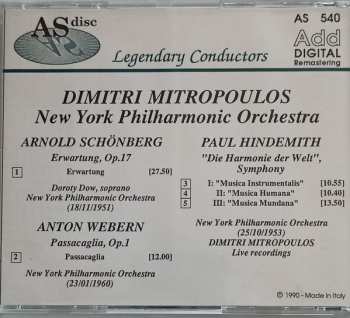 AS disc
AS 540
Add
DIGITAL
Remastering
Legendary Conductors
DIMITRI MITROPOULOS
New York Philharmonic Orchestra
ARNOLD SCHÖNBERG
Erwartung, Op.17
1 Erwartung [27.50]
Doroty Dow, soprano
New York Philharmonic Orchestra
(18/11/1951)
ANTON WEBERN
Passacaglia, Op.1
2 Passacaglia [12.00]
New York Philharmonic Orchestra
(23/01/1960)
PAUL HINDEMITH
"Die Harmonie der Welt",
Symphony
3 I: "Musica Instrumentalis" [10.55]
4 II: "Musica Humana" [10.40]
5 III: "Musica Mundana" [13.50]
New York Philharmonic Orchestra
(25/10/1953)
DIMITRI MITROPOULOS
Live recordings
℗ 1990 - Made in Italy